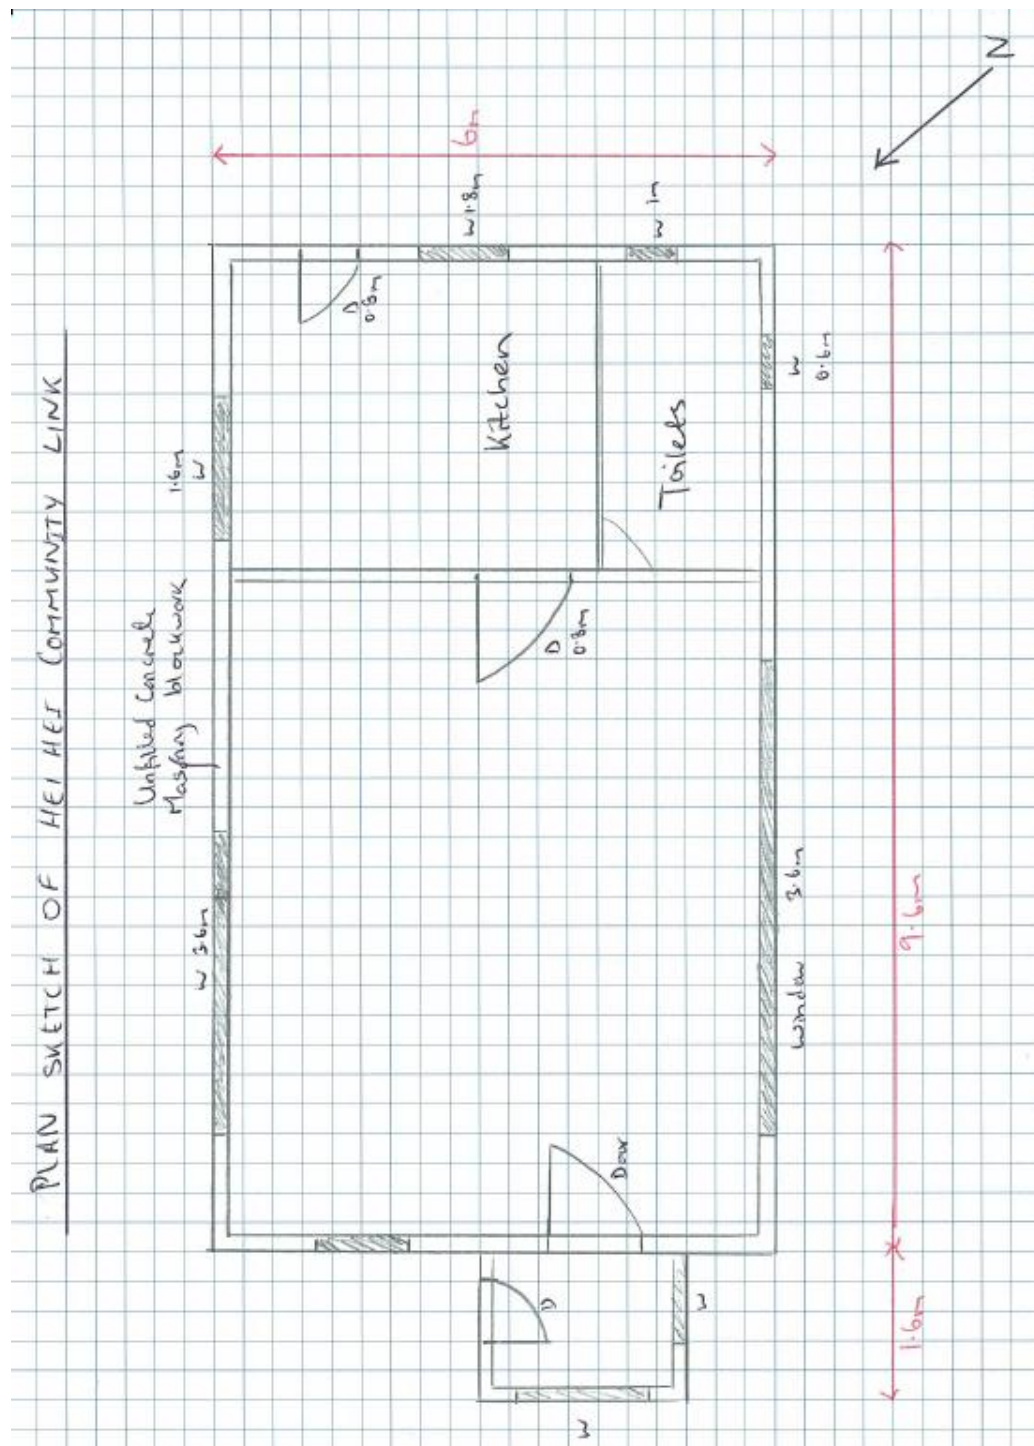 PLAN SKETCH OF HEI HEI COMMUNITY LINK
Unfilled Concrete
Masonry blockwork
W 3.6m
1.6m
W
6m
W 1.8m
W 1m
D
0.8m
Kitchen
Toilets
W
0.6m
D
0.8m
Window 3.6m
Door
D
W
W
9.6m
1.6m
N